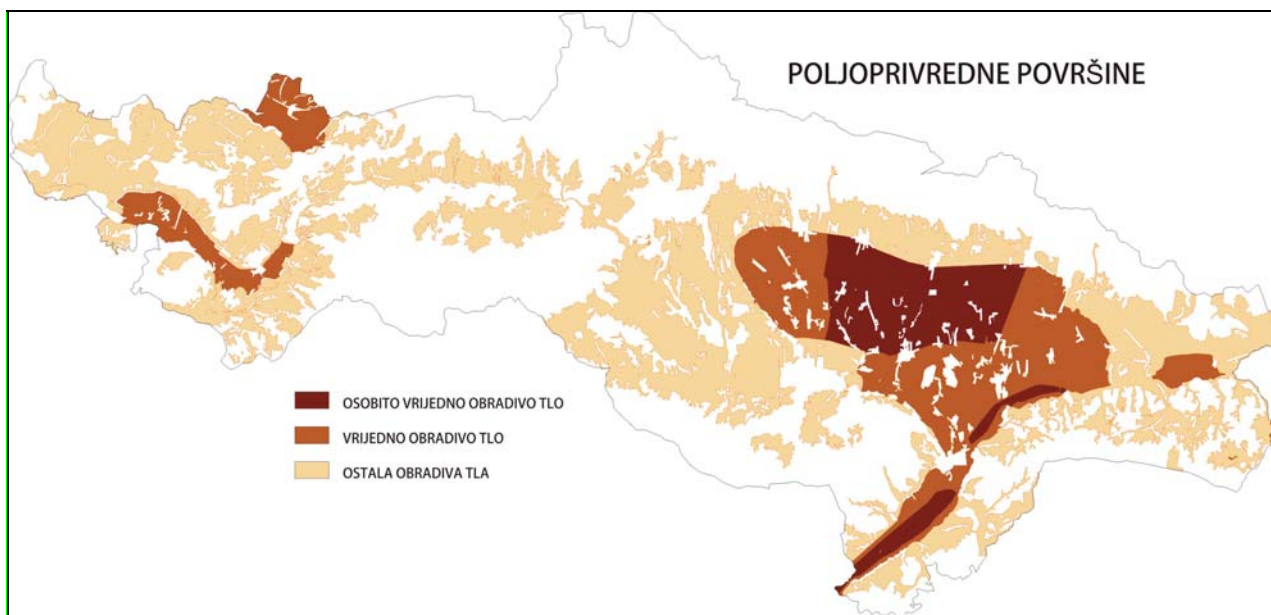 POLJOPRIVREDNE POVRŠINE
OSOBITO VRIJEDNO OBRADIVO TLO
VRIJEDNO OBRADIVO TLO
OSTALA OBRADIVA TLA